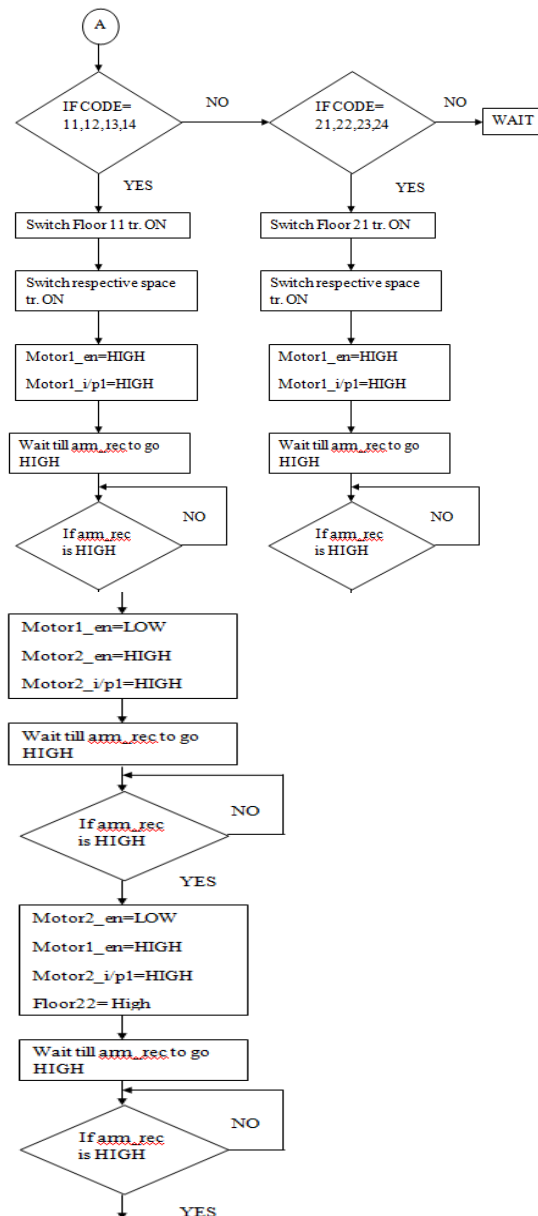 A
IF CODE=
11,12,13,14
NO
IF CODE=
21,22,23,24
NO
WAIT
YES
YES
Switch Floor 11 tr. ON
Switch Floor 21 tr. ON
Switch respective space
tr. ON
Switch respective space
tr. ON
Motor1_en=HIGH
Motor1_i/p1=HIGH
Motor1_en=HIGH
Motor1_i/p1=HIGH
Wait till arm_rec to go
HIGH
Wait till arm_rec to go
HIGH
If arm_rec
is HIGH
NO
If arm_rec
is HIGH
NO
Motor1_en=LOW
Motor2_en=HIGH
Motor2_i/p1=HIGH
Wait till arm_rec to go
HIGH
If arm_rec
is HIGH
NO
YES
Motor2_en=LOW
Motor1_en=HIGH
Motor2_i/p1=HIGH
Floor22= High
Wait till arm_rec to go
HIGH
If arm_rec
is HIGH
NO
YES